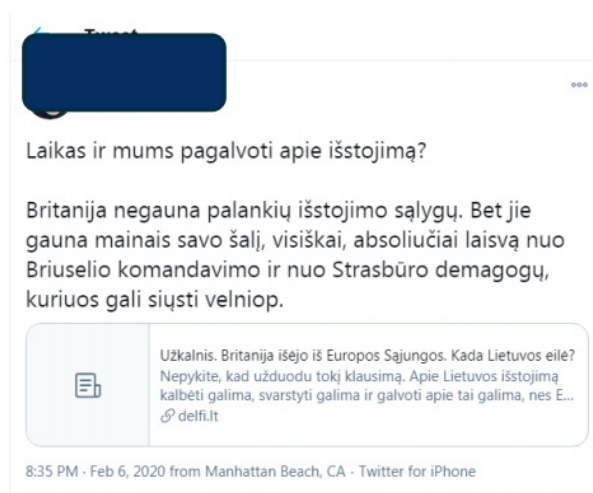 Tweet
Laikas ir mums pagalvoti apie išstojimą?
Britanija negauna palankių išstojimo sąlygų. Bet jie
gauna mainais savo šalį, visiškai, absoliučiai laisvą nuo
Briuselio komandavimo ir nuo Strasbūro demagogų,
kuriuos gali siųsti velniop.
Užkalnis. Britanija išėjo iš Europos Sąjungos. Kada Lietuvos eilė?
Nepykite, kad užduodu tokį klausimą. Apie Lietuvos išstojimą
kalbėti galima, svarstyti galima ir galvoti apie tai galima, nes E...
delfi.lt
8:35 PM · Feb 6, 2020 from Manhattan Beach, CA · Twitter for iPhone